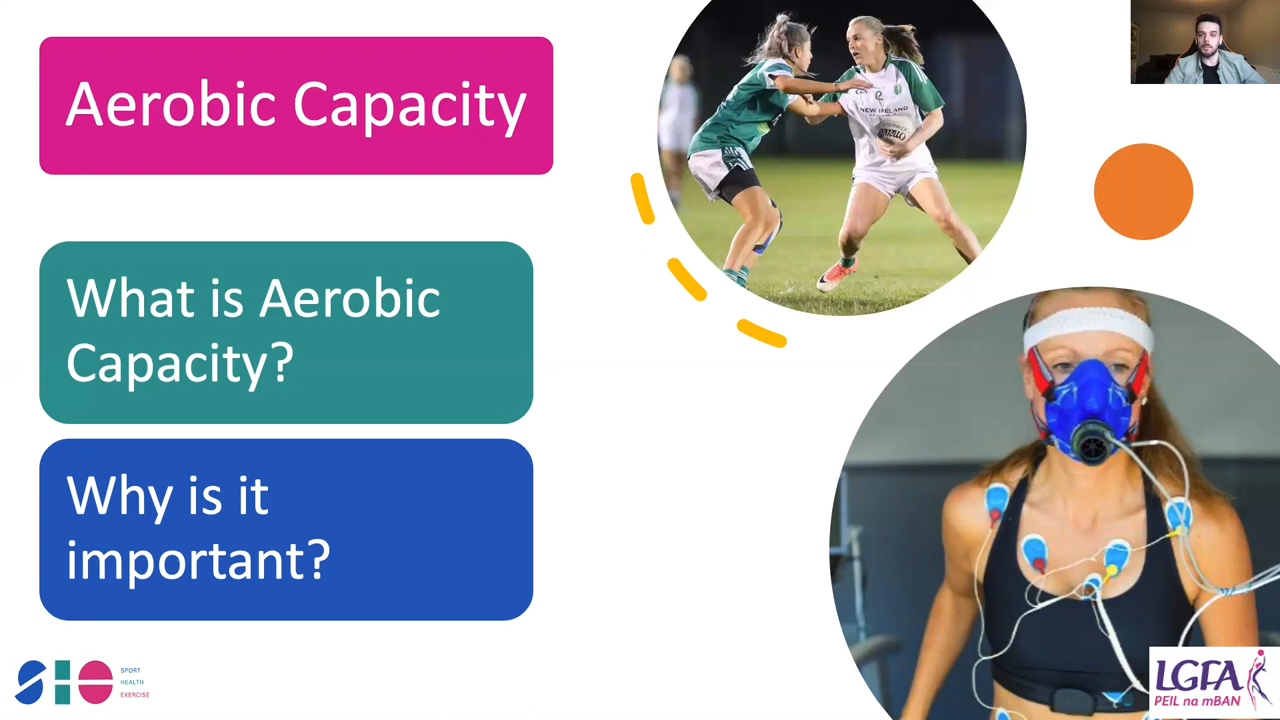 Aerobic Capacity
What is Aerobic
Capacity?
Why is it
important?
NEW IRELAND
SPORT
HEALTH
EXERCISE
LGFA
PEIL na mBAN